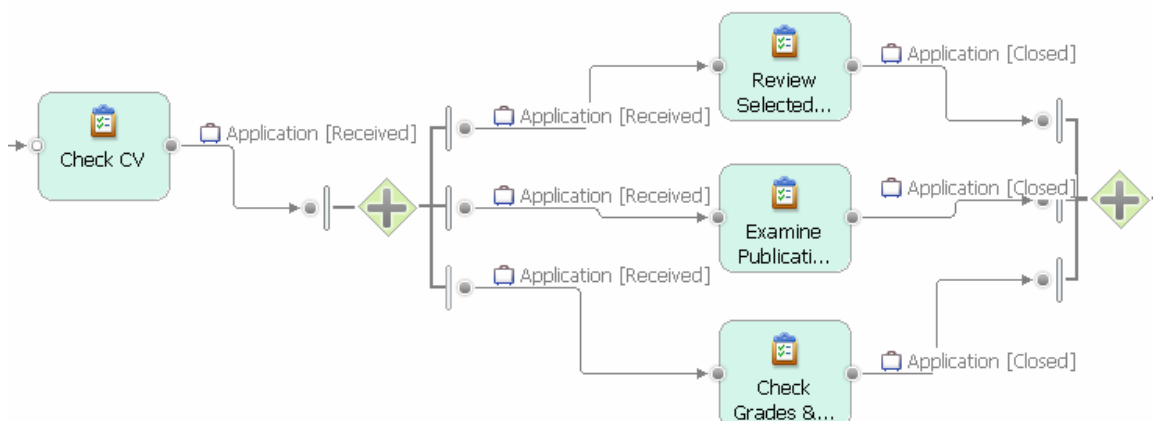 Check CV
Application [Received]
Application [Received]
Application [Received]
Application [Received]
Review
Selected...
Examine
Publicati...
Check
Grades &...
Application [Closed]
Application [Closed]
Application [Closed]